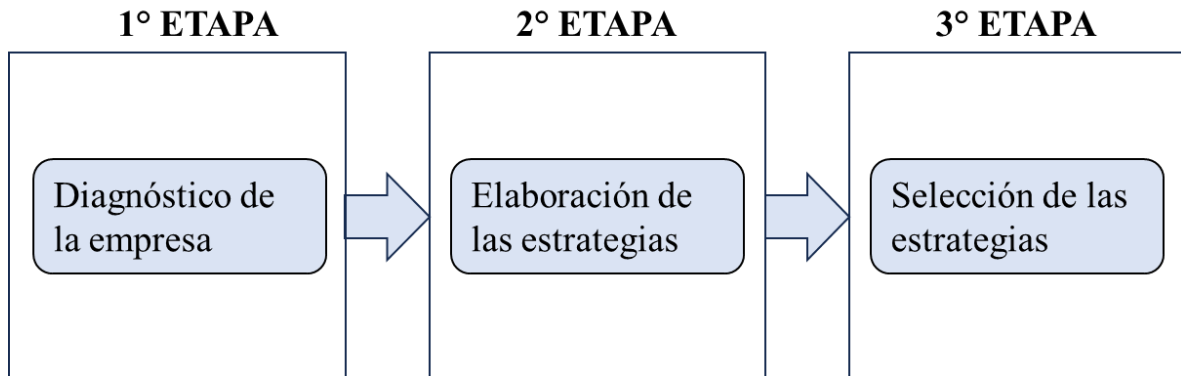 1° ETAPA
2° ETAPA
3° ETAPA
Diagnóstico de
la empresa
Elaboración de
las estrategias
Selección de las
estrategias